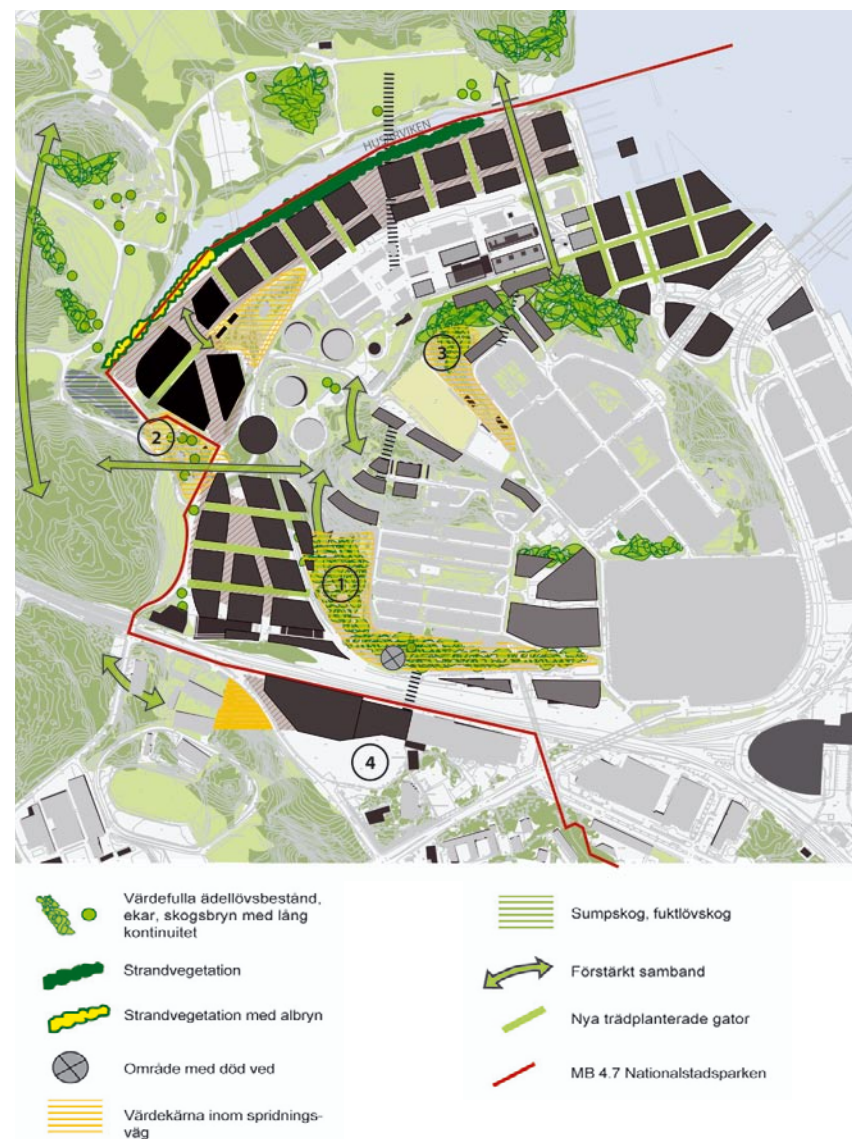 HUSARVIKEN
3
2
1
4
Värdefulla ädellövsbestånd,
ekar, skogsbryn med lång
kontinuitet
Strandvegetation
Strandvegetation med albryn
Område med död ved
Värdekärna inom spridnings-
väg
Sumpskog, fuktlövskog
Förstärkt samband
Nya trädplanterade gator
MB 4.7 Nationalstadsparken